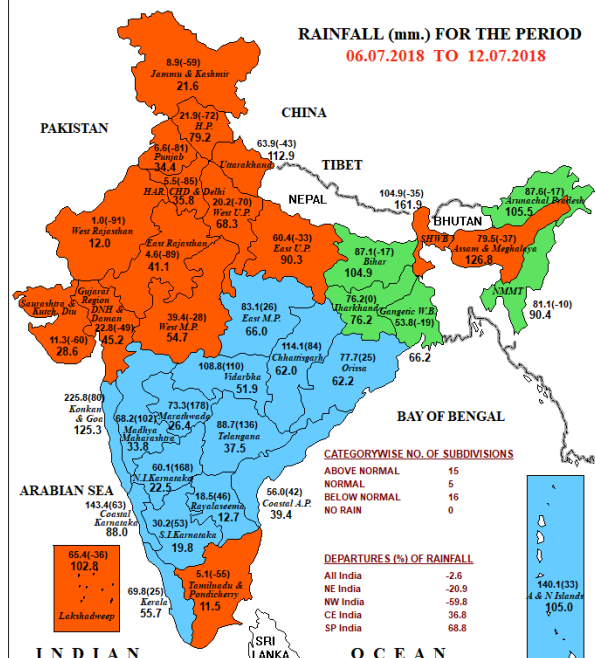 RAINFALL (mm.) FOR THE PERIOD
06.07.2018 TO 12.07.2018
8.9(-59)
Jammu & Kashmir
21.6
CHINA
PAKISTAN
21.9(-72)
H.P.
79.2
6.6(-81)
Punjab
34.4
63.9(-43)
112.9
Uttarakhand
TIBET
5.5(-85)
HAR. CHD & Delhi
35.8
NEPAL
20.2(-70)
West U.P.
68.3
104.9(-35)
161.9
BHUTAN
87.6(-17)
Arunachal Pradesh
105.5
1.0(-91)
West Rajasthan
12.0
East Rajasthan
4.6(-89)
41.1
60.4(-33)
East U.P.
90.3
87.1(-17)
Bihar
104.9
SHWB
79.5(-37)
Assam & Meghalaya
126.8
NMMT
81.1(-10)
90.4
Saurashtra &
Kutch, Diu
11.3(-60)
28.6
Gujarat
Region
DNH &
Daman
22.8(-49)
45.2
39.4(-28)
West M.P.
54.7
83.1(26)
East M.P.
66.0
76.2(0)
Jharkhand
76.2
Gangetic W.B
53.8(-19)
66.2
114.1(84)
Chhattisgarh
62.0
77.7(25)
Orissa
62.2
108.8(110)
Vidarbha
51.9
225.8(80)
Konkan
& Goa
125.3
68.2(102)
Madhya
Maharashtra
33.8
73.3(178)
Marathwada
26.4
88.7(136)
Telangana
37.5
BAY OF BENGAL
60.1(168)
N.I.Karnataka
22.5
ARABIAN SEA
143.4(63)
Coastal
Karnataka
88.0
18.5(46)
Rayalaseema
12.7
56.0(42)
Coastal A.P.
39.4
30.2(53)
S.I.Karnataka
19.8
CATEGORYWISE NO. OF SUBDIVISIONS
ABOVE NORMAL 15
NORMAL 5
BELOW NORMAL 16
NO RAIN 0
65.4(-36)
102.8
Lakshadweep
69.8(25)
Kerala
55.7
5.1(-55)
Tamilnadu &
Pondicherry
11.5
DEPARTURES (%) OF RAINFALL
All India -2.6
NE India -20.9
NW India -59.8
CE India 36.8
SP India 68.8
140.1(33)
A & N Islands
105.0
SRI
LANKA
INDIAN OCEAN